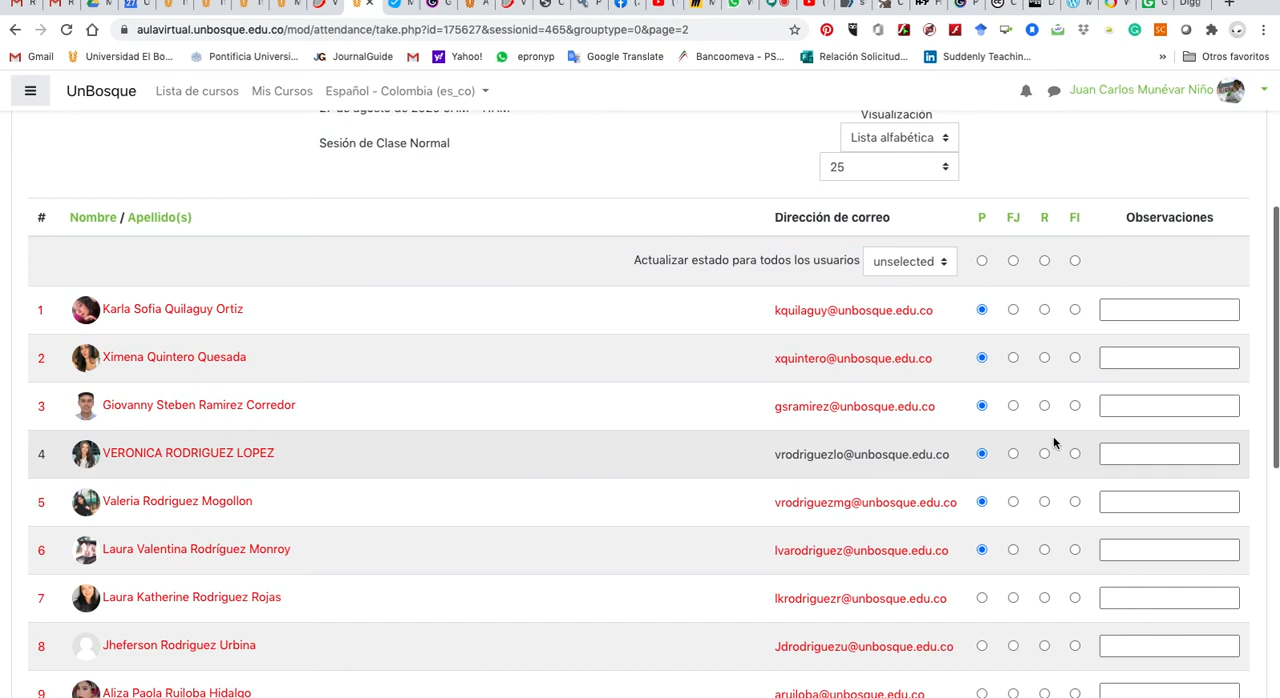 aulavirtual.unbosque.edu.co/mod/attendance/take.php?id=175627&sessionid=465&grouptype=0&page=2
Gmail Universidad El Bo... Pontificia Universi... JournalGuide Yahoo! epronyp Google Translate Bancoomeva - PS... Relación Solicitud... Suddenly Teachin... » Otros favoritos
UnBosque Lista de cursos Mis Cursos Español - Colombia (es_co) Juan Carlos Munévar Niño
Visualización
Sesión de Clase Normal
Lista alfabética
25
# Nombre / Apellido(s) Dirección de correo P FJ R FI Observaciones
Actualizar estado para todos los usuarios unselected
1 Karla Sofia Quilaguy Ortiz kquilaguy@unbosque.edu.co
2 Ximena Quintero Quesada xquintero@unbosque.edu.co
3 Giovanny Steben Ramirez Corredor gsramirez@unbosque.edu.co
4 VERONICA RODRIGUEZ LOPEZ vrodriguezlo@unbosque.edu.co
5 Valeria Rodriguez Mogollon vrodriguezmg@unbosque.edu.co
6 Laura Valentina Rodríguez Monroy lvarodriguez@unbosque.edu.co
7 Laura Katherine Rodriguez Rojas lkrodriguezr@unbosque.edu.co
8 Jheferson Rodriguez Urbina Jdrodriguezu@unbosque.edu.co
9 Aliza Paola Ruiloba Hidalgo aruiloba@unbosque.edu.co